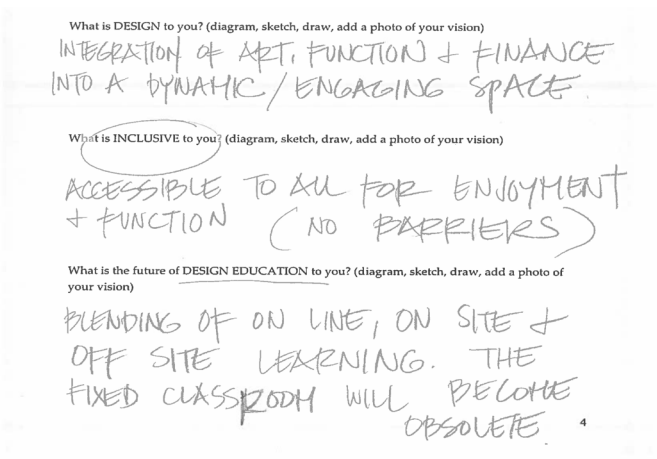 What is DESIGN to you? (diagram, sketch, draw, add a photo of your vision)
INTEGRATION OF ART, FUNCTION + FINANCE
INTO A DYNAMIC / ENGAGING SPACE.
What is INCLUSIVE to you? (diagram, sketch, draw, add a photo of your vision)
ACCESSIBLE TO ALL FOR ENJOYMENT
+ FUNCTION (NO BARRIERS)
What is the future of DESIGN EDUCATION to you? (diagram, sketch, draw, add a photo of
your vision)
BLENDING OF ON LINE, ON SITE +
OFF SITE LEARNING. THE
FIXED CLASSROOM WILL BECOME
OBSOLETE.
4